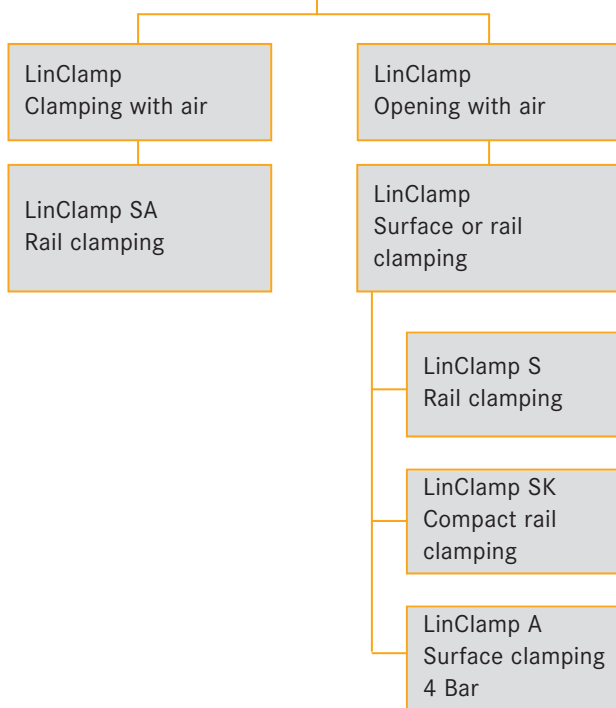 LinClamp
Clamping with air
LinClamp
Opening with air
LinClamp SA
Rail clamping
LinClamp
Surface or rail
clamping
LinClamp S
Rail clamping
LinClamp SK
Compact rail
clamping
LinClamp A
Surface clamping
4 Bar